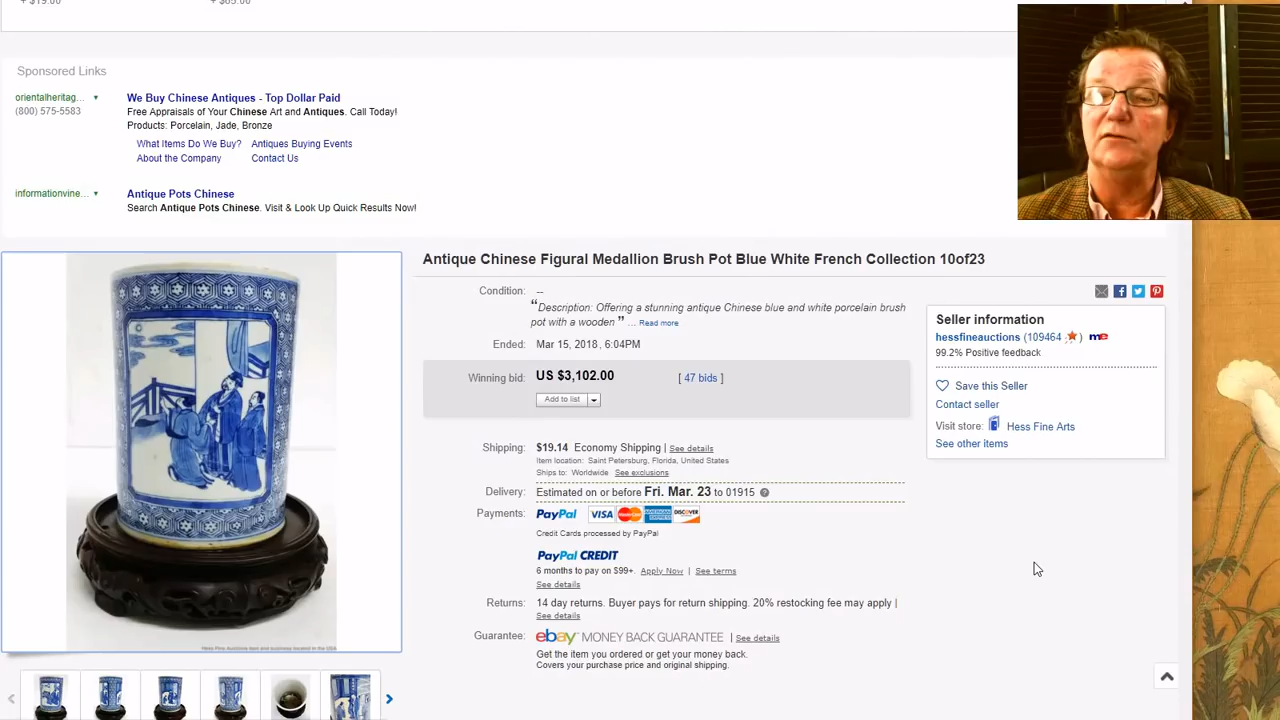 + $19.00
+ $65.00
Sponsored Links
orientalheritag...
(800) 575-5583
We Buy Chinese Antiques - Top Dollar Paid
Free Appraisals of Your Chinese Art and Antiques. Call Today!
Products: Porcelain, Jade, Bronze
What Items Do We Buy? Antiques Buying Events
About the Company Contact Us
informationvine...
Antique Pots Chinese
Search Antique Pots Chinese. Visit & Look Up Quick Results Now!
Antique Chinese Figural Medallion Brush Pot Blue White French Collection 10of23
Condition: --
“Description: Offering a stunning antique Chinese blue and white porcelain brush
pot with a wooden ” ... Read more
Ended: Mar 15, 2018 , 6:04PM
Winning bid: US $3,102.00 [ 47 bids ]
Add to list
Shipping: $19.14 Economy Shipping | See details
Item location: Saint Petersburg, Florida, United States
Ships to: Worldwide See exclusions
Delivery: Estimated on or before Fri. Mar. 23 to 01915
Payments: PayPal VISA MasterCard DISCOVER
Credit Cards processed by PayPal
PayPal CREDIT
6 months to pay on $99+. Apply Now | See terms
See details
Returns: 14 day returns. Buyer pays for return shipping. 20% restocking fee may apply |
See details
Guarantee: ebay MONEY BACK GUARANTEE | See details
Get the item you ordered or get your money back.
Covers your purchase price and original shipping.
Seller information
hessfineauctions (109464 ) me
99.2% Positive feedback
Save this Seller
Contact seller
Visit store: Hess Fine Arts
See other items